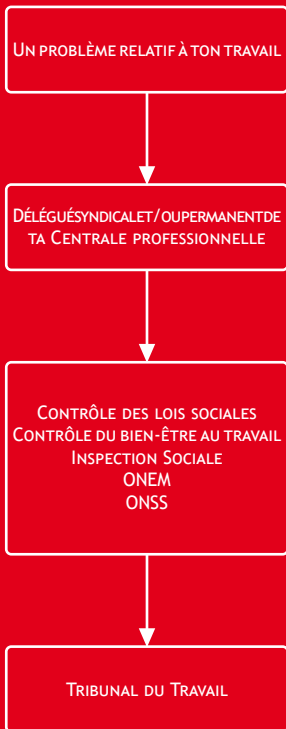 Un problème relatif à ton travail
Déléguésyndicalet/oupermanentde
ta Centrale professionnelle
Contrôle des lois sociales
Contrôle du bien-être au travail
Inspection Sociale
ONEM
ONSS
Tribunal du Travail